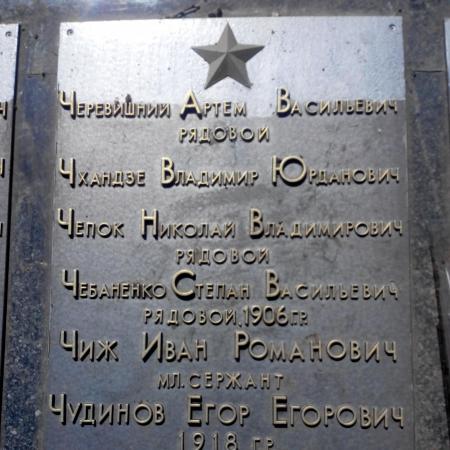 Черевишний Артем Васильевич
рядовой
Чхандзе Владимир Юрданович
Чепок Николай Владимирович
рядовой
Чебаненко Степан Васильевич
рядовой, 1906 г.р.
Чиж Иван Романович
мл. сержант
Чудинов Егор Егорович
1918 г.р.